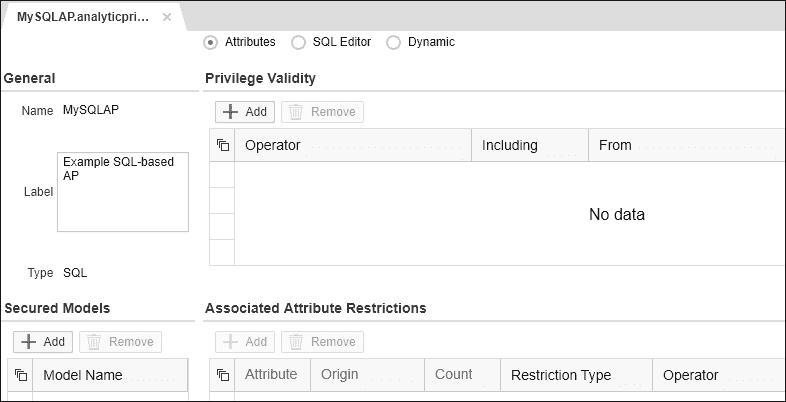 MySQLAP.analyticpri...
Attributes SQL Editor Dynamic
General
Privilege Validity
Name MySQLAP
Add Remove
Operator Including From
Label Example SQL-based
AP
No data
Type SQL
Secured Models
Associated Attribute Restrictions
Add Remove
Add Remove
Model Name
Attribute Origin Count Restriction Type Operator